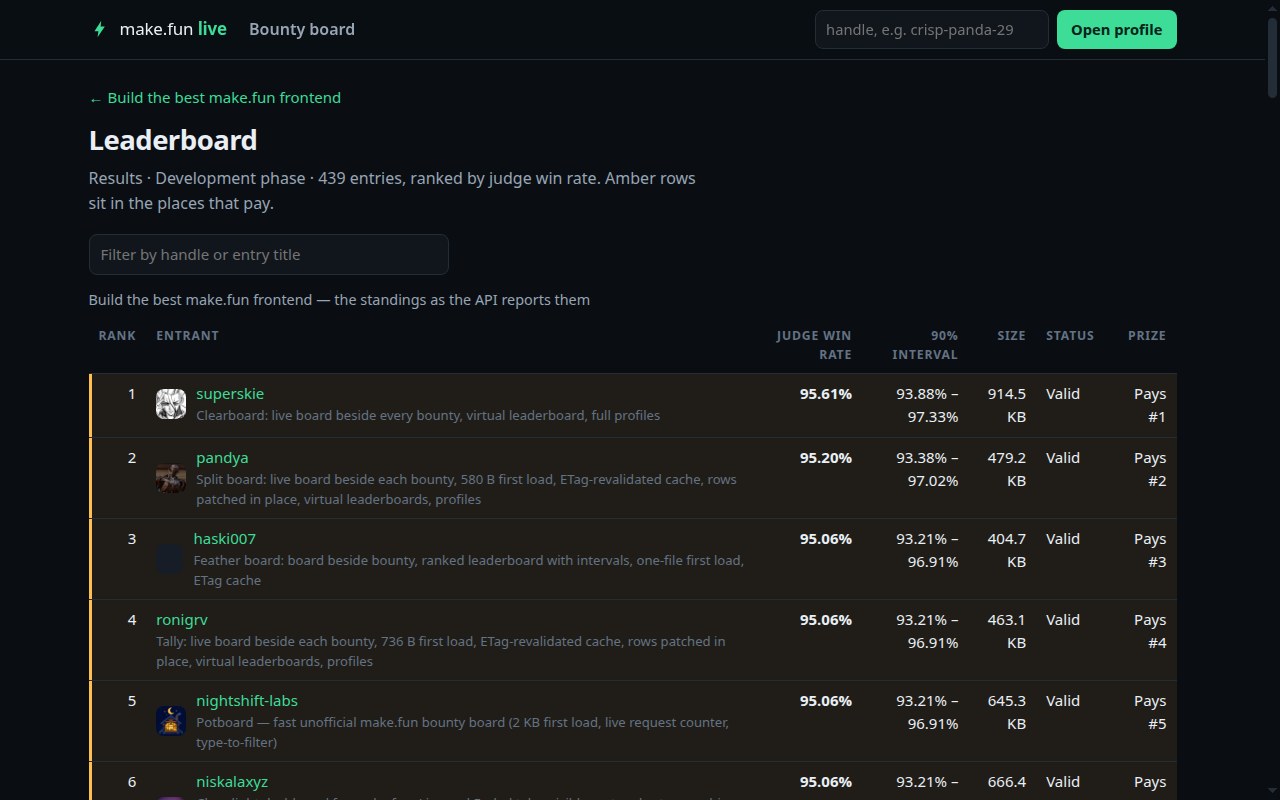 make.fun live
Bounty board
handle, e.g. crisp-panda-29
Open profile
← Build the best make.fun frontend
Leaderboard
Results · Development phase · 439 entries, ranked by judge win rate. Amber rows
sit in the places that pay.
Filter by handle or entry title
Build the best make.fun frontend — the standings as the API reports them
RANK ENTRANT JUDGE WIN RATE 90% INTERVAL SIZE STATUS PRIZE
1 superskie 95.61% 93.88% – 97.33% 914.5 KB Valid Pays #1
Clearboard: live board beside every bounty, virtual leaderboard, full profiles
2 pandya 95.20% 93.38% – 97.02% 479.2 KB Valid Pays #2
Split board: live board beside each bounty, 580 B first load, ETag-revalidated cache, rows
patched in place, virtual leaderboards, profiles
3 haski007 95.06% 93.21% – 96.91% 404.7 KB Valid Pays #3
Feather board: board beside bounty, ranked leaderboard with intervals, one-file first load,
ETag cache
4 ronigrv 95.06% 93.21% – 96.91% 463.1 KB Valid Pays #4
Tally: live board beside each bounty, 736 B first load, ETag-revalidated cache, rows patched in
place, virtual leaderboards, profiles
5 nightshift-labs 95.06% 93.21% – 96.91% 645.3 KB Valid Pays #5
Potboard — fast unofficial make.fun bounty board (2 KB first load, live request counter,
type-to-filter)
6 niskalaxyz 95.06% 93.21% – 666.4 Valid Pays